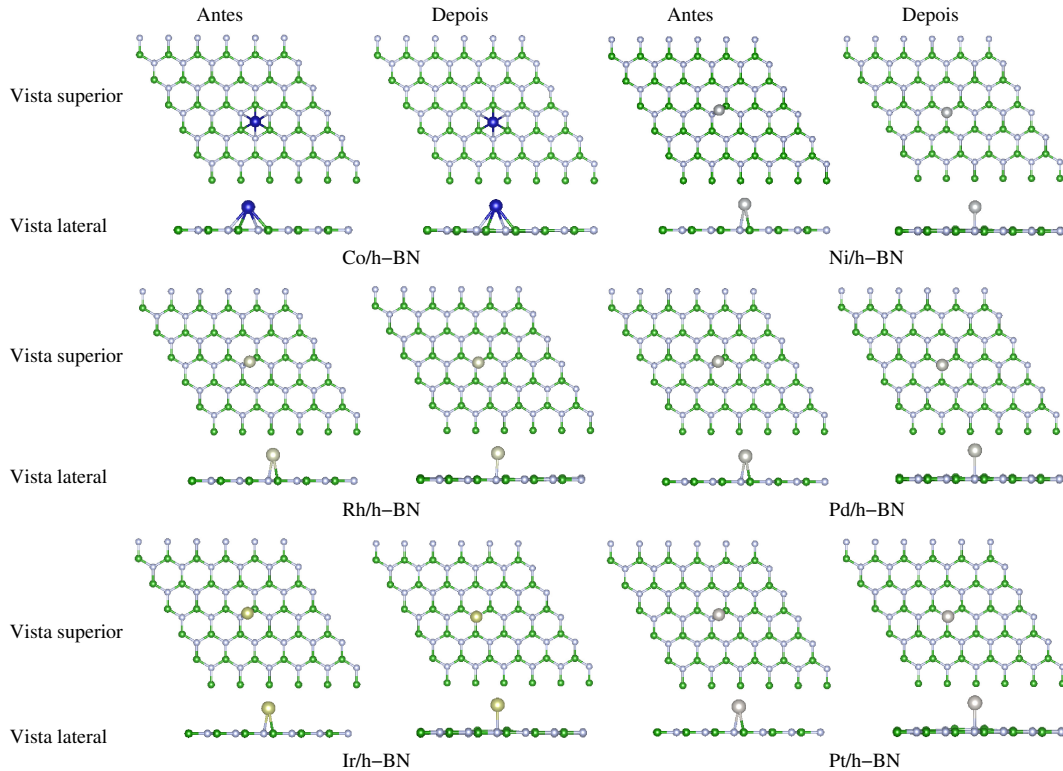 Antes Depois Antes Depois
Vista superior
Vista lateral
Co/h−BN Ni/h−BN
Vista superior
Vista lateral
Rh/h−BN Pd/h−BN
Vista superior
Vista lateral
Ir/h−BN Pt/h−BN